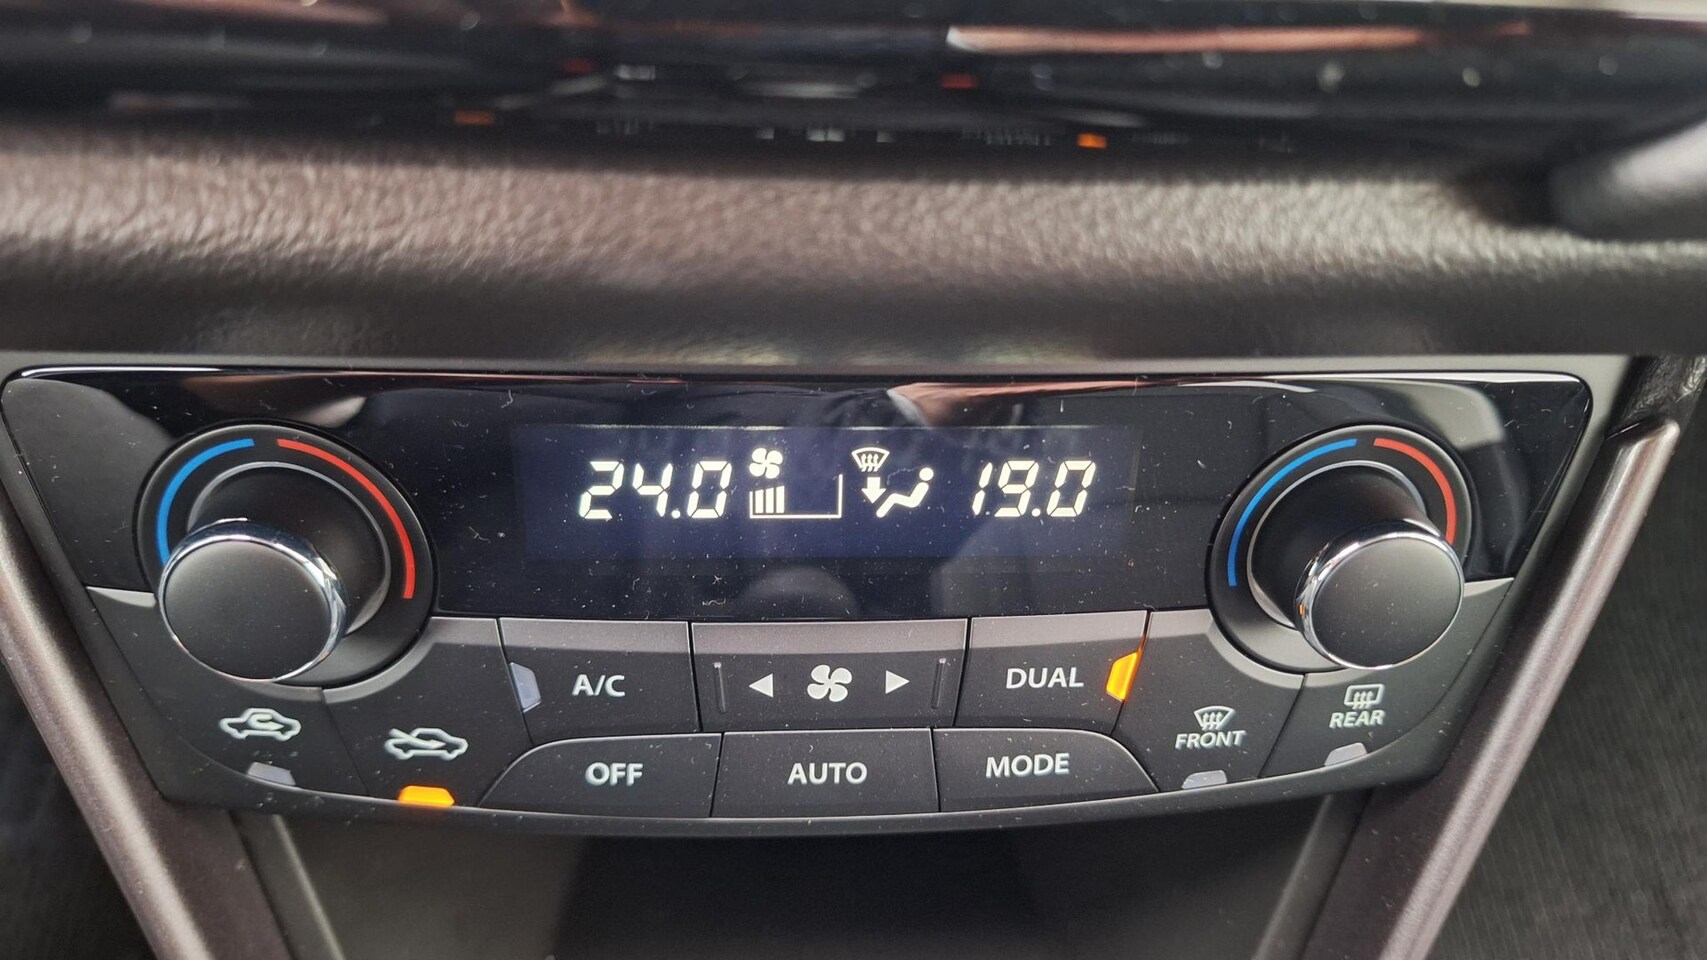 24.0 19.0
A/C DUAL
OFF AUTO MODE FRONT REAR